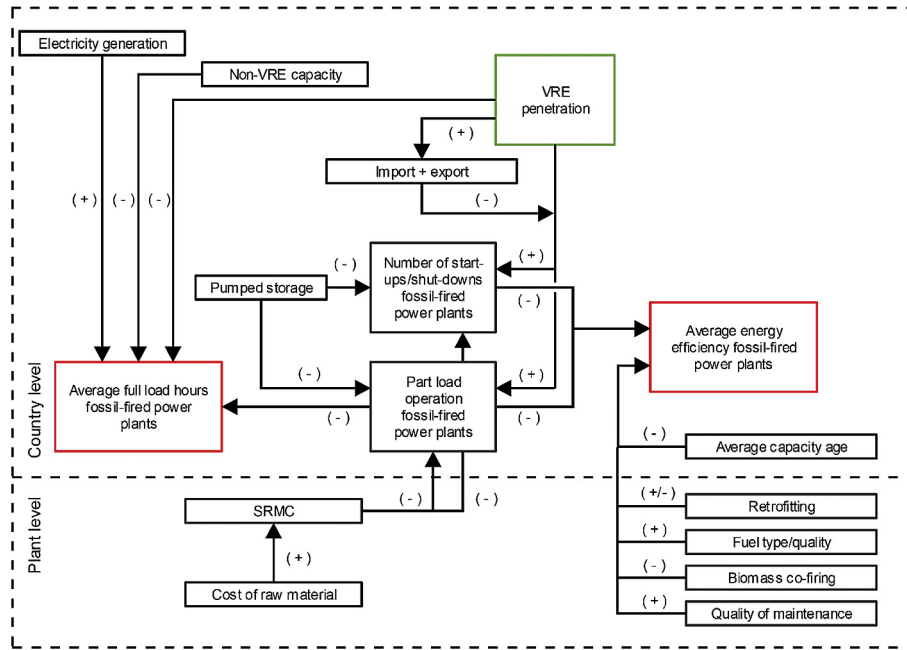 Electricity generation
Non-VRE capacity
VRE
penetration
(+)
Import + export
(-)
(+)
(-)
(-)
(-)
Number of start-
ups/shut-downs
fossil-fired
power plants
(+)
(-)
Pumped storage
Average energy
efficiency fossil-fired
power plants
Average full load hours
fossil-fired power
plants
(-)
Part load
operation
fossil-fired
power plants
(+)
(-)
(-)
Country level
(-)
Average capacity age
Plant level
(-)
(-)
SRMC
(+)
Cost of raw material
(+/-)
Retrofitting
(+)
Fuel type/quality
(-)
Biomass co-firing
(+)
Quality of maintenance